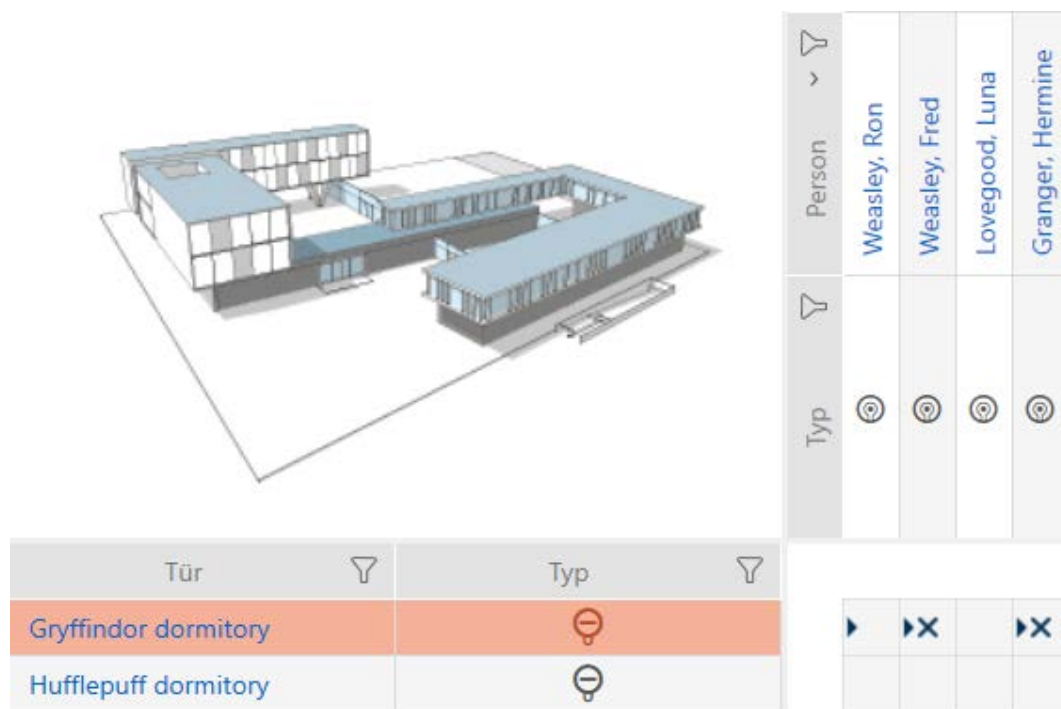 Person
Weasley, Ron
Weasley, Fred
Lovegood, Luna
Granger, Hermine
Typ
Tür
Typ
Gryffindor dormitory
Hufflepuff dormitory